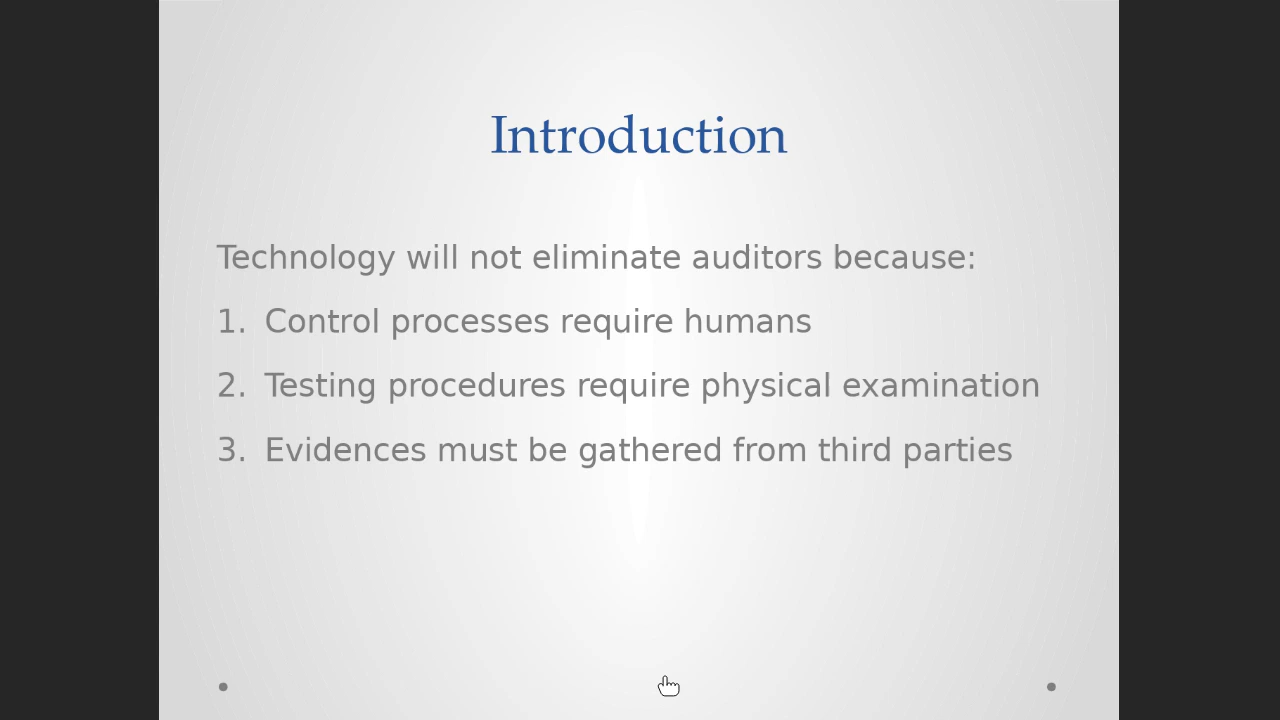 Introduction
Technology will not eliminate auditors because:
1. Control processes require humans
2. Testing procedures require physical examination
3. Evidences must be gathered from third parties